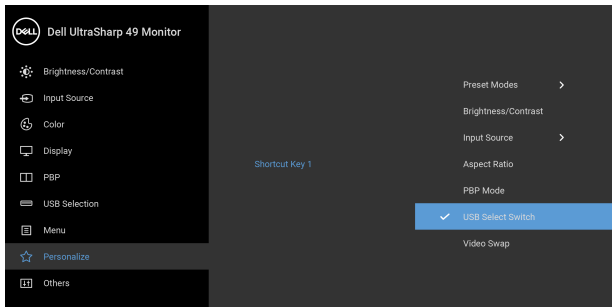 DELL
Dell UltraSharp 49 Monitor
Brightness/Contrast
Input Source
Color
Display
PBP
USB Selection
Menu
Personalize
Others
Shortcut Key 1
Preset Modes
Brightness/Contrast
Input Source
Aspect Ratio
PBP Mode
USB Select Switch
Video Swap